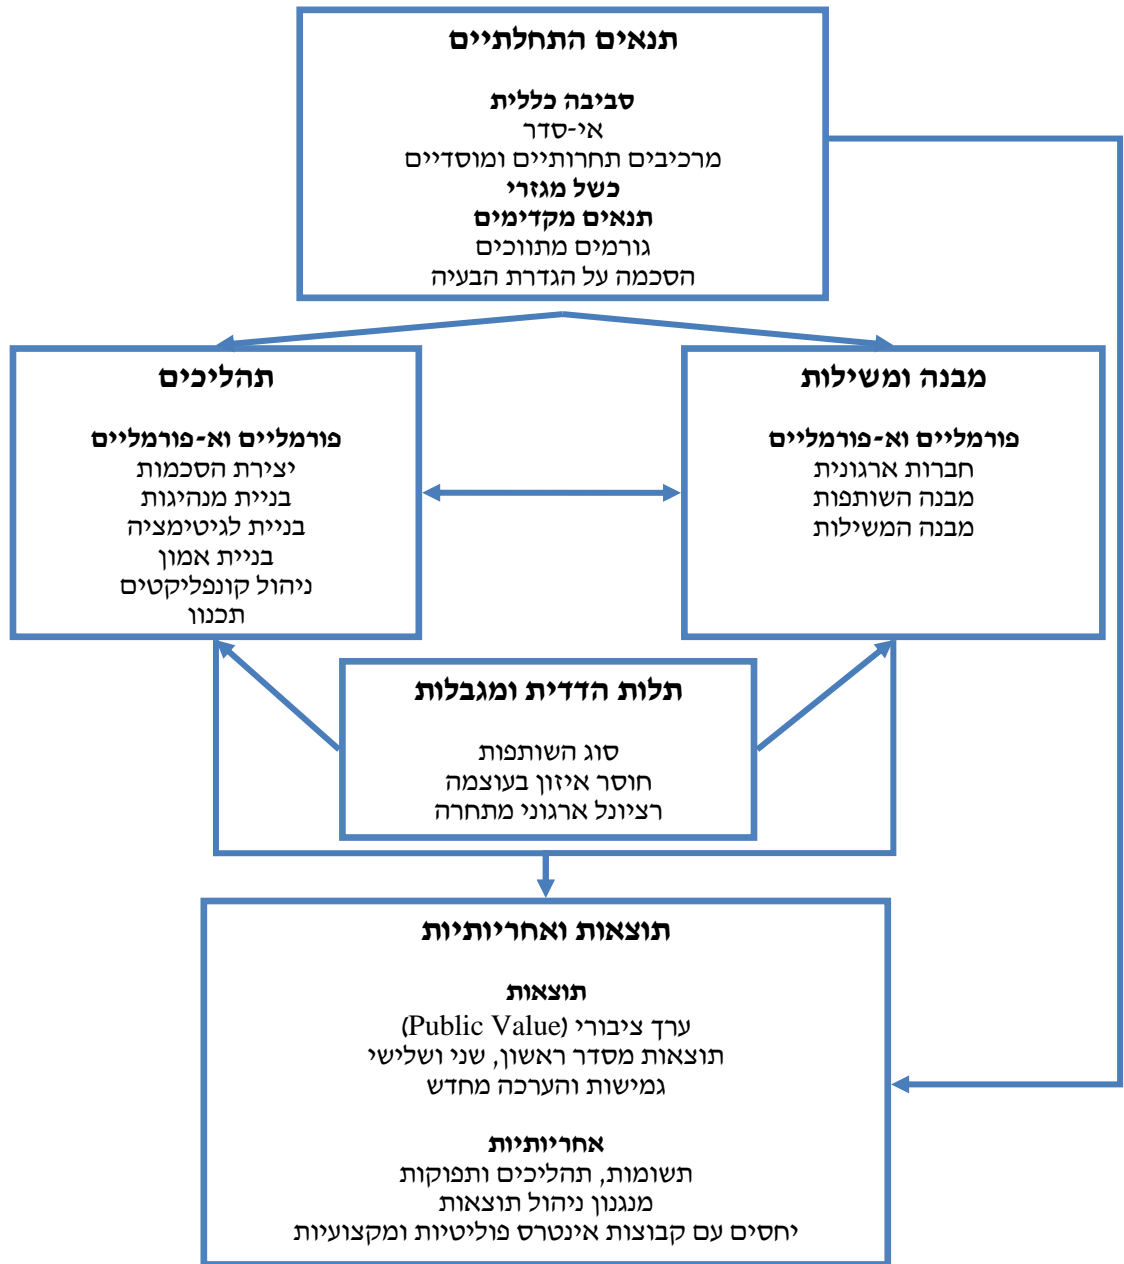 תנאים התחלתיים
סביבה כללית
אי-סדר
מרכיבים תחרותיים ומוסדיים
כשל מגזרי
תנאים מקדימים
גורמים מתווכים
הסכמה על הגדרת הבעיה
מבנה ומשילות
פורמליים וא-פורמליים
חברות ארגונית
מבנה השותפות
מבנה המשילות
תהליכים
פורמליים וא-פורמליים
יצירת הסכמות
בניית מנהיגות
בניית לגיטימציה
בניית אמון
ניהול קונפליקטים
תכנון
תלות הדדית ומגבלות
סוג השותפות
חוסר איזון בעוצמה
רציונל ארגוני מתחרה
תוצאות ואחריותיות
תוצאות
ערך ציבורי (Public Value)
תוצאות מסדר ראשון, שני ושלישי
גמישות והערכה מחדש
אחריותיות
תשומות, תהליכים ותפוקות
מנגנון ניהול תוצאות
יחסים עם קבוצות אינטרס פוליטיות ומקצועיות